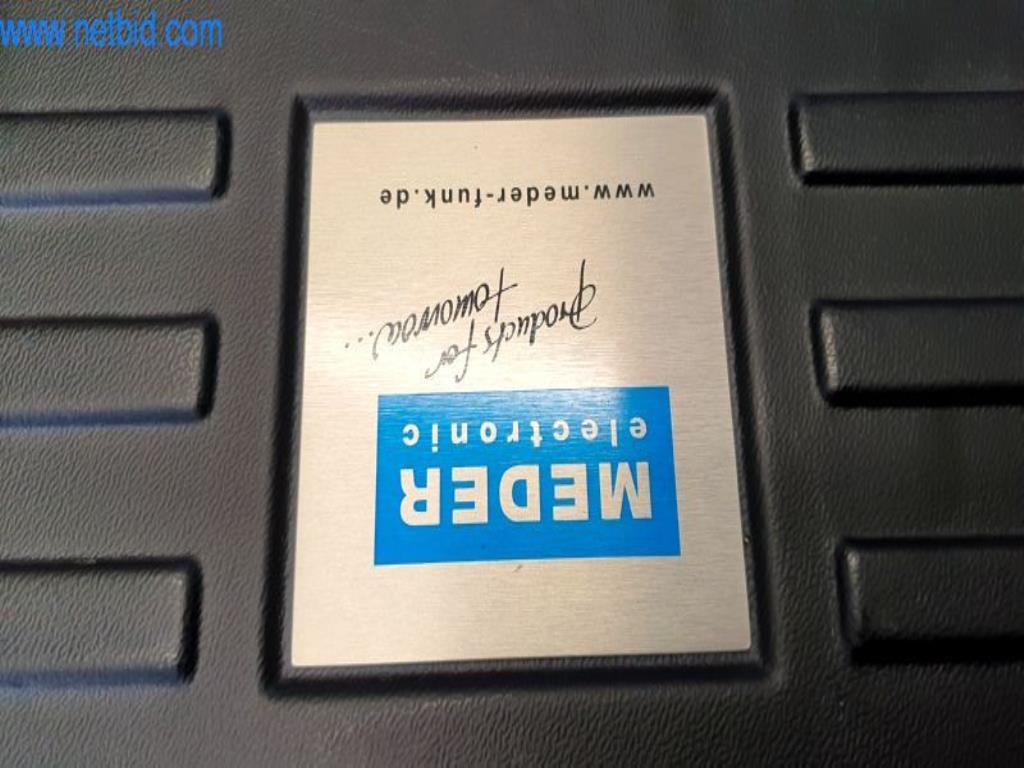 www.netbid.com
MEDER
electronic
Products for
tomorrow...
www.meder-funk.de